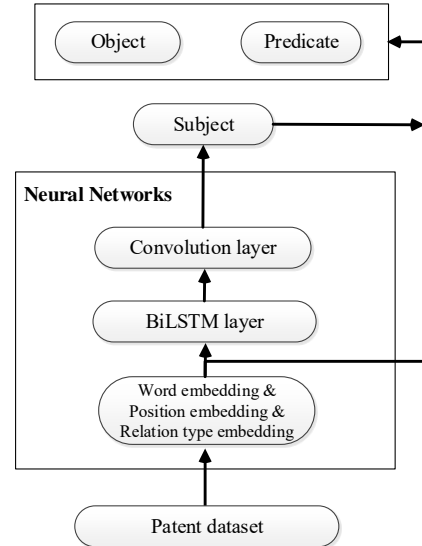 Object
Predicate
Subject
Neural Networks
Convolution layer
BiLSTM layer
Word embedding &
Position embedding &
Relation type embedding
Patent dataset